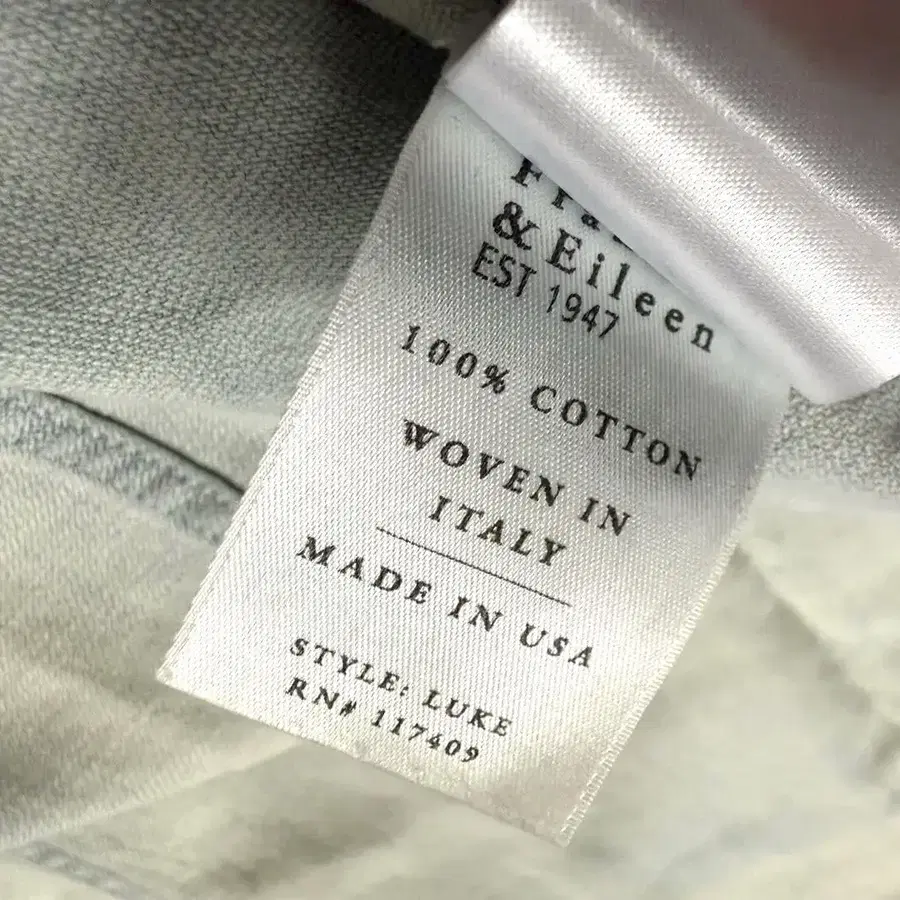 & Eileen
EST 1947
100% COTTON
WOVEN IN
ITALY
MADE IN USA
STYLE: LUKE
RN# 117409